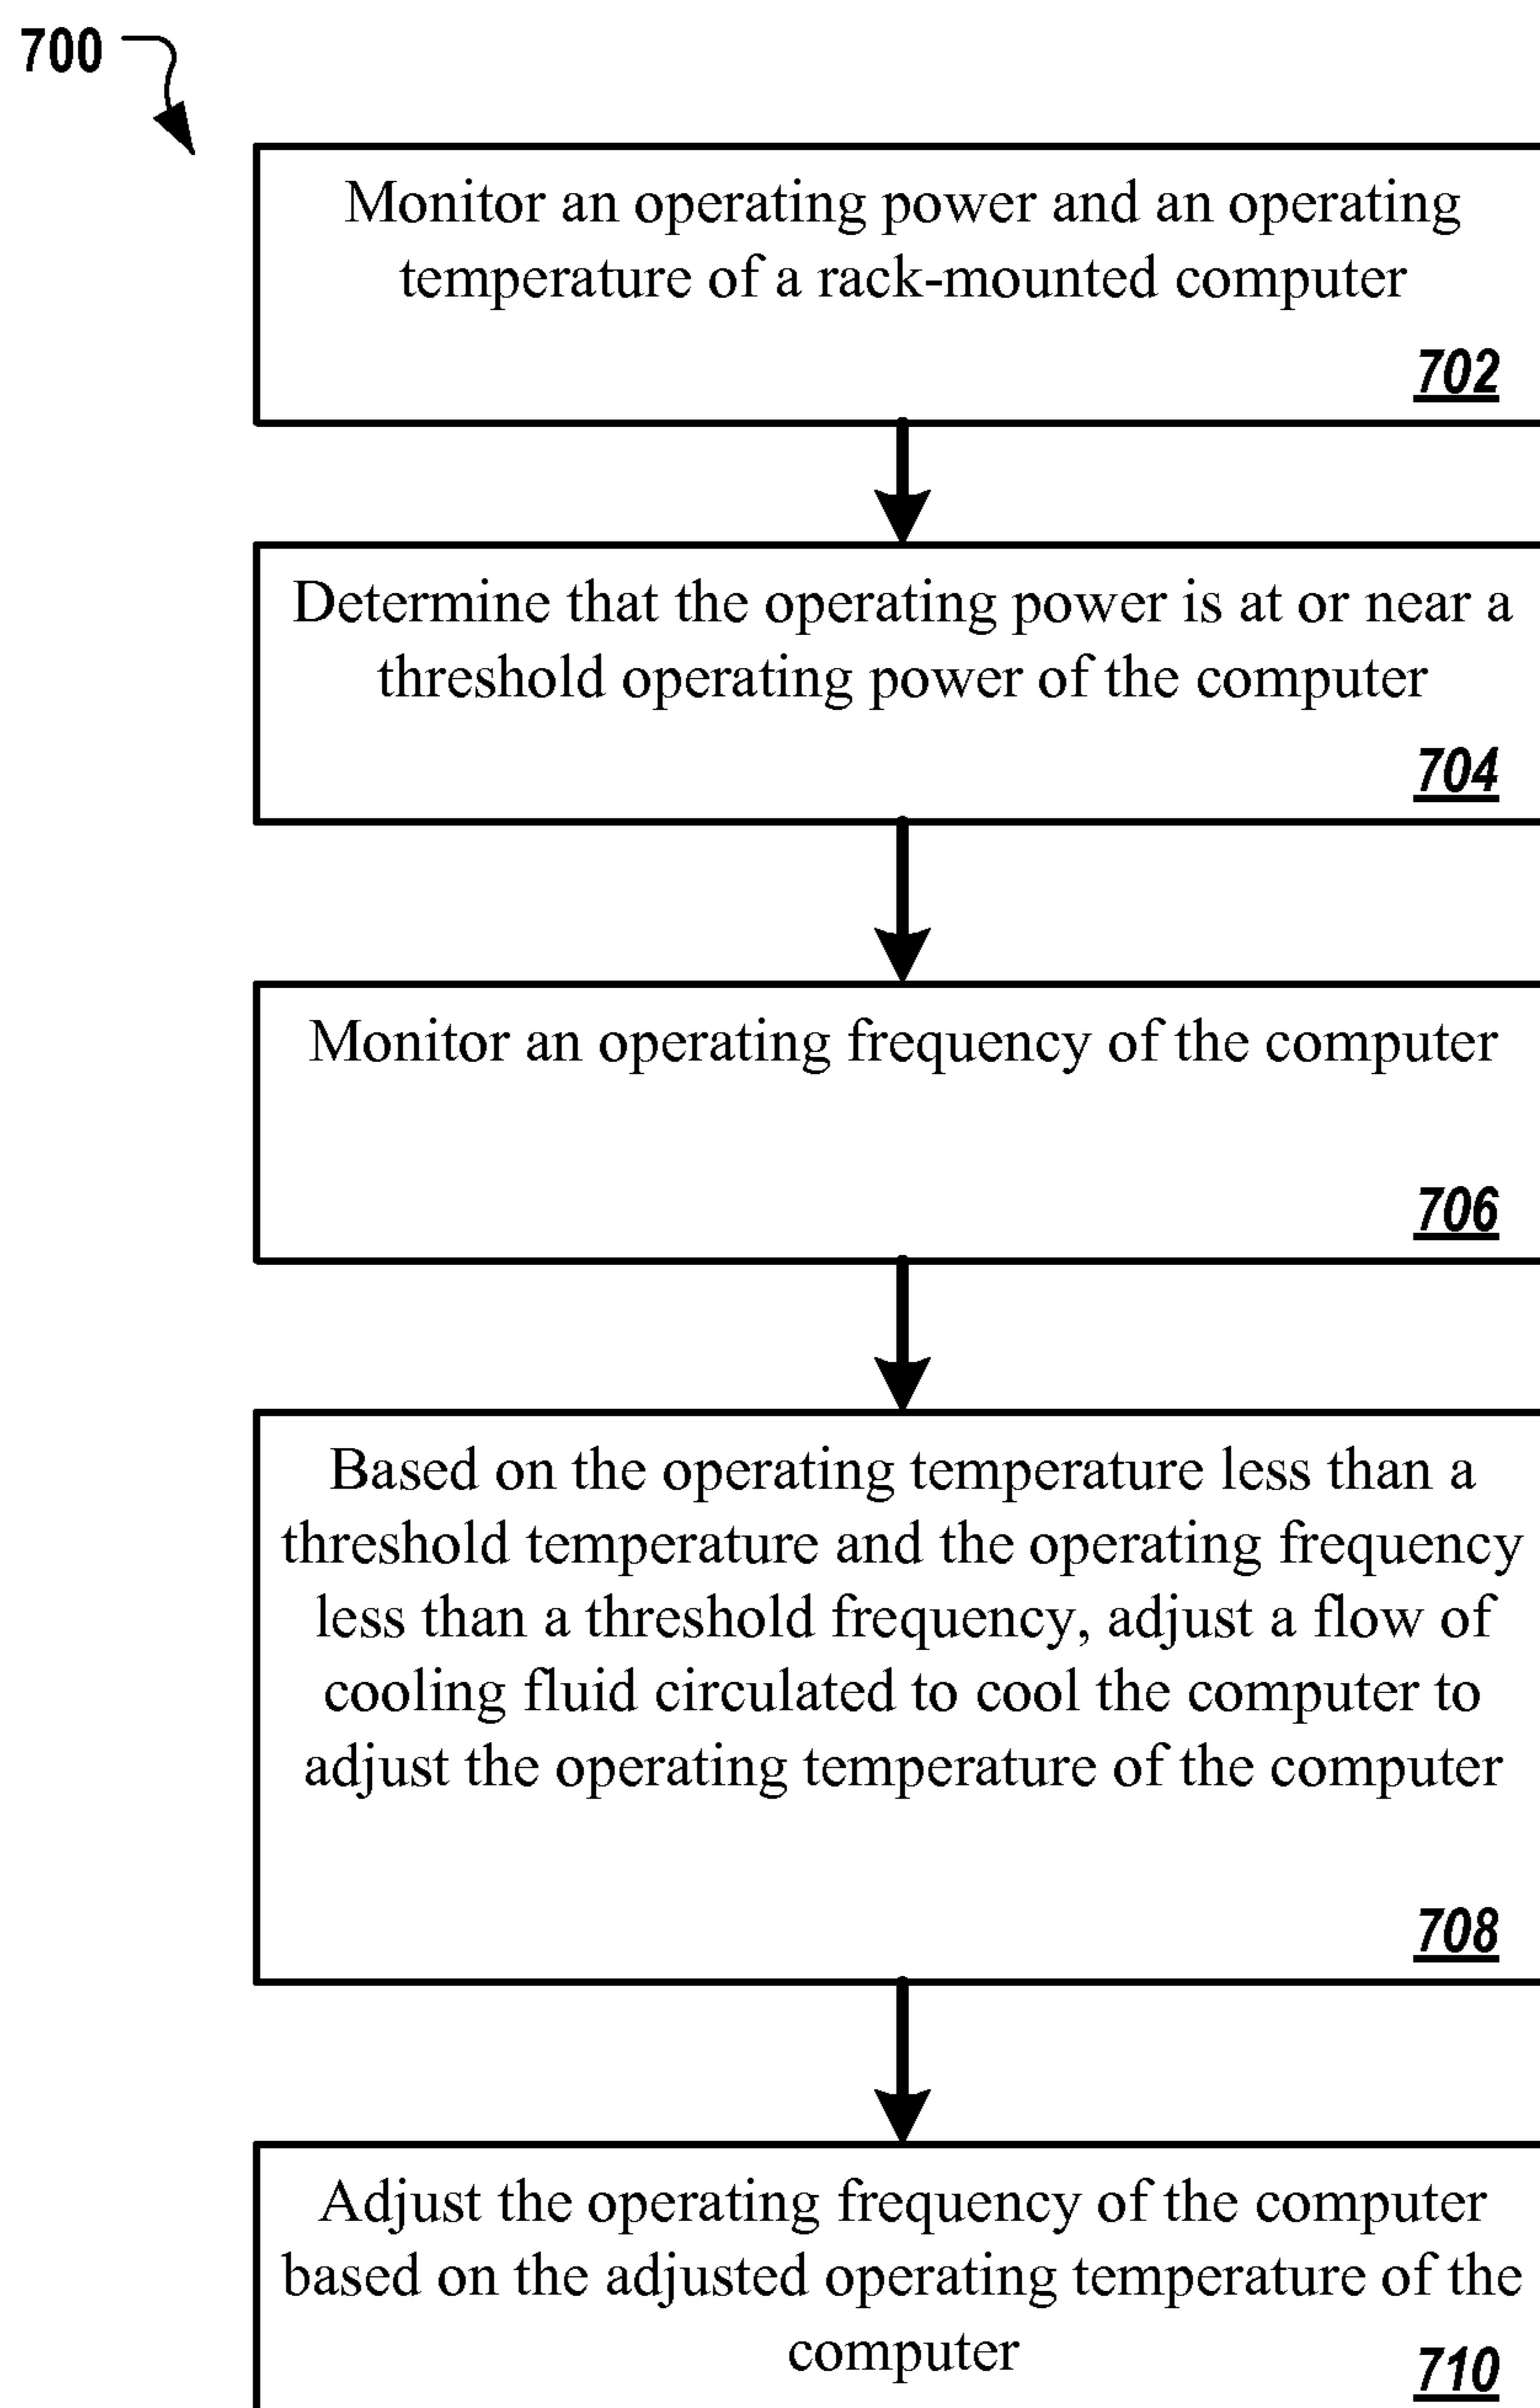 700
Monitor an operating power and an operating
temperature of a rack-mounted computer
702
Determine that the operating power is at or near a
threshold operating power of the computer
704
Monitor an operating frequency of the computer
706
Based on the operating temperature less than a
threshold temperature and the operating frequency
less than a threshold frequency, adjust a flow of
cooling fluid circulated to cool the computer to
adjust the operating temperature of the computer
708
Adjust the operating frequency of the computer
based on the adjusted operating temperature of the
computer
710